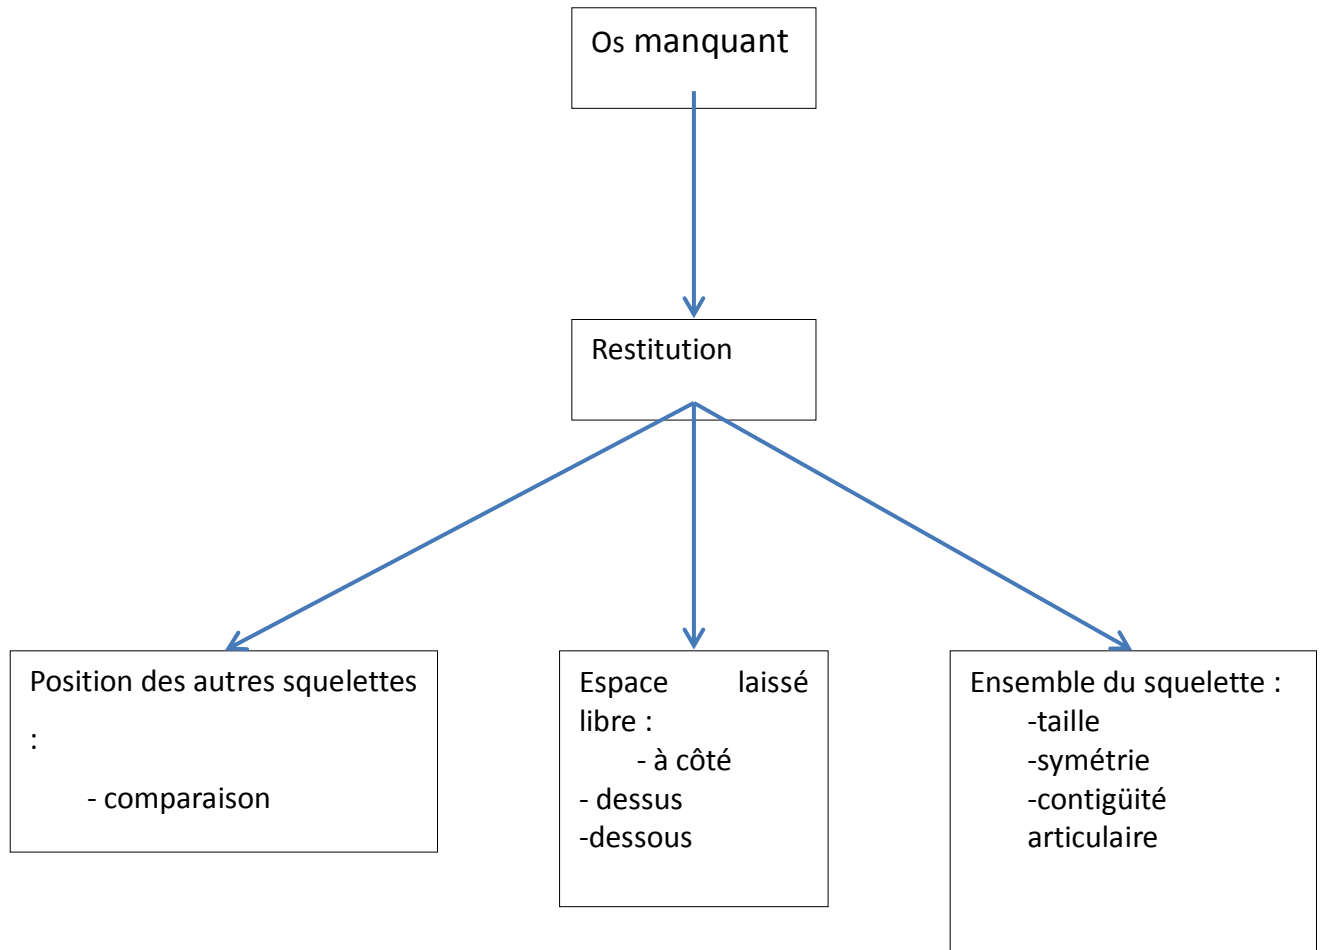 Os manquant
Restitution
Position des autres squelettes
:
- comparaison
Espace laissé
libre :
- à côté
- dessus
-dessous
Ensemble du squelette :
-taille
-symétrie
-contigüité
articulaire